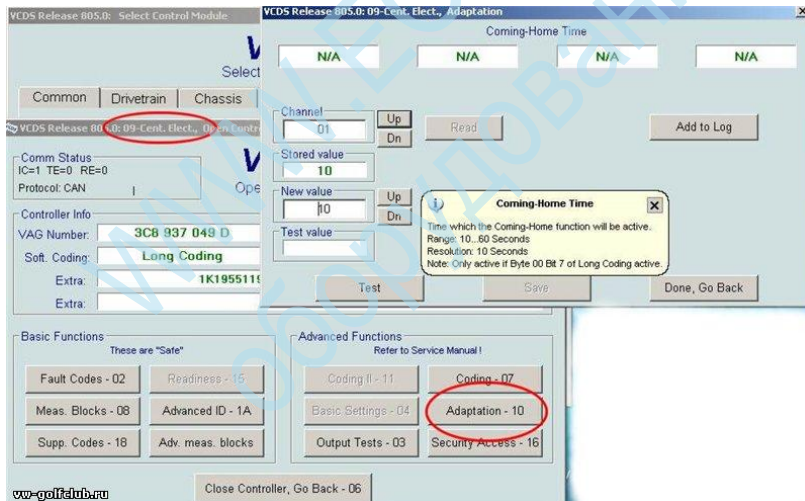 VCDS Release 805.0: Select Control Module
V
Select
Common
Drivetrain
Chassis
VCDS Release 805.0: 09-Cent. Elect., Open Contr
V
Ope
Comm Status
IC=1 TE=0 RE=0
Protocol: CAN
Controller Info
VAG Number:
3C8 937 049 D
Soft. Coding:
Long Coding
Extra:
1K1955119
Extra:
VCDS Release 805.0: 09-Cent. Elect., Adaptation
Coming-Home Time
N/A
N/A
N/A
N/A
Channel
01
Up
Dn
Read
Add to Log
Stored value
10
New value
10
Up
Dn
Test value
Coming-Home Time
Time which the Coming-Home function will be active.
Range: 10...60 Seconds
Resolution: 10 Seconds
Note: Only active if Byte 00 Bit 7 of Long Coding active.
Test
Save
Done, Go Back
Basic Functions
These are "Safe"
Fault Codes - 02
Readiness - 15
Meas. Blocks - 08
Advanced ID - 1A
Supp. Codes - 18
Adv. meas. blocks
Advanced Functions
Refer to Service Manual !
Coding II - 11
Coding - 07
Basic Settings - 04
Adaptation - 10
Output Tests - 03
Security Access - 16
Close Controller, Go Back - 06
vw-golfclub.ru